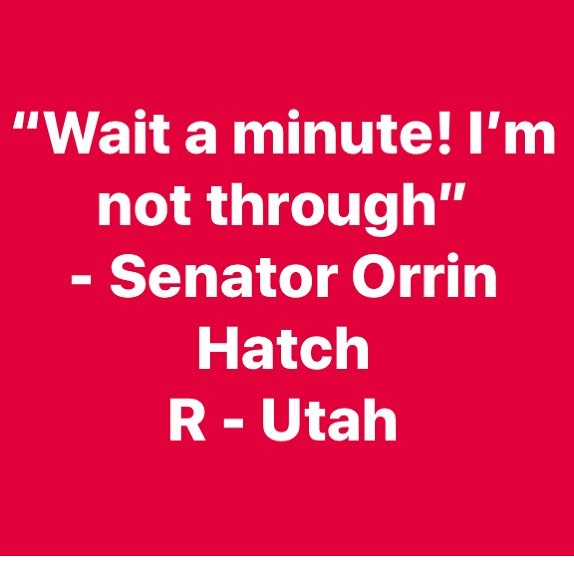 “Wait a minute! I’m
not through”
- Senator Orrin
Hatch
R - Utah